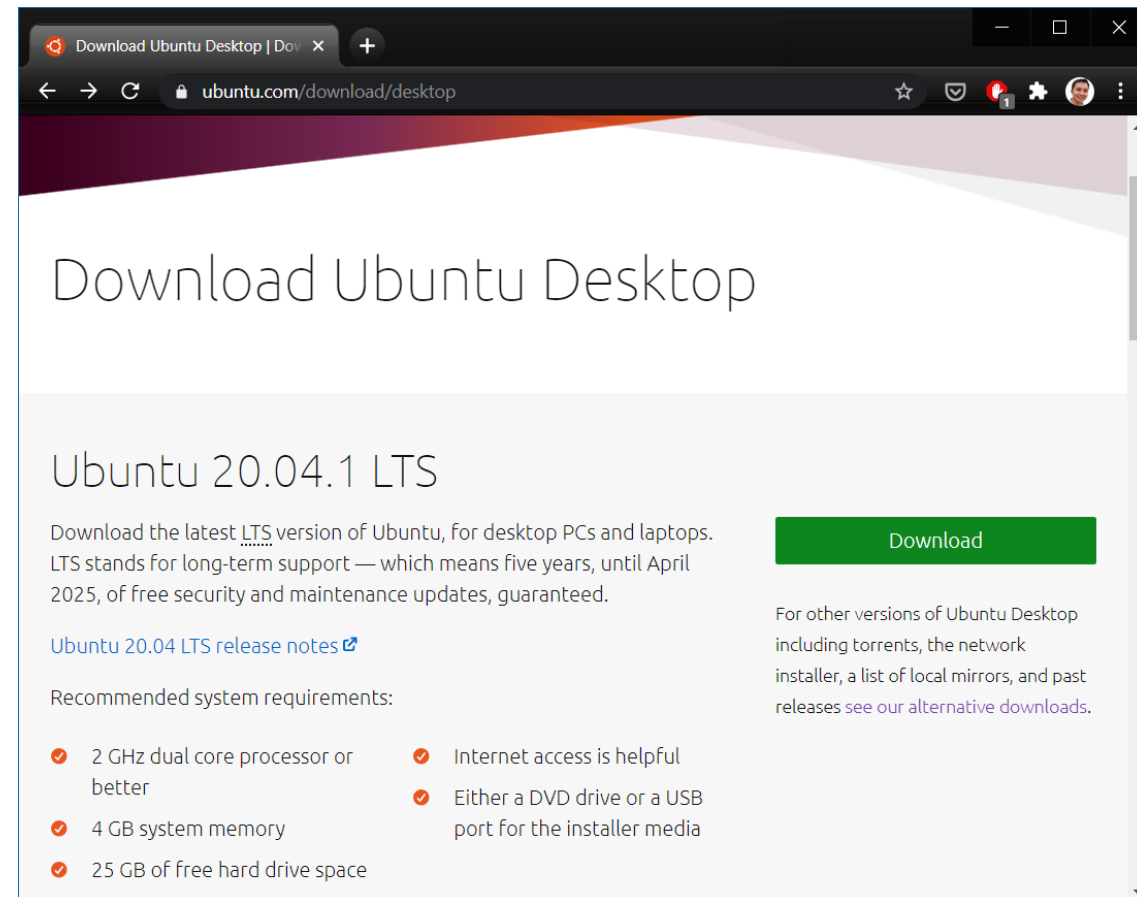 Download Ubuntu Desktop | Dov
ubuntu.com/download/desktop
1
Download Ubuntu Desktop
Ubuntu 20.04.1 LTS
Download the latest LTS version of Ubuntu, for desktop PCs and laptops.
LTS stands for long-term support — which means five years, until April
2025, of free security and maintenance updates, guaranteed.
Ubuntu 20.04 LTS release notes
Recommended system requirements:
2 GHz dual core processor or
better
4 GB system memory
25 GB of free hard drive space
Internet access is helpful
Either a DVD drive or a USB
port for the installer media
Download
For other versions of Ubuntu Desktop
including torrents, the network
installer, a list of local mirrors, and past
releases see our alternative downloads.